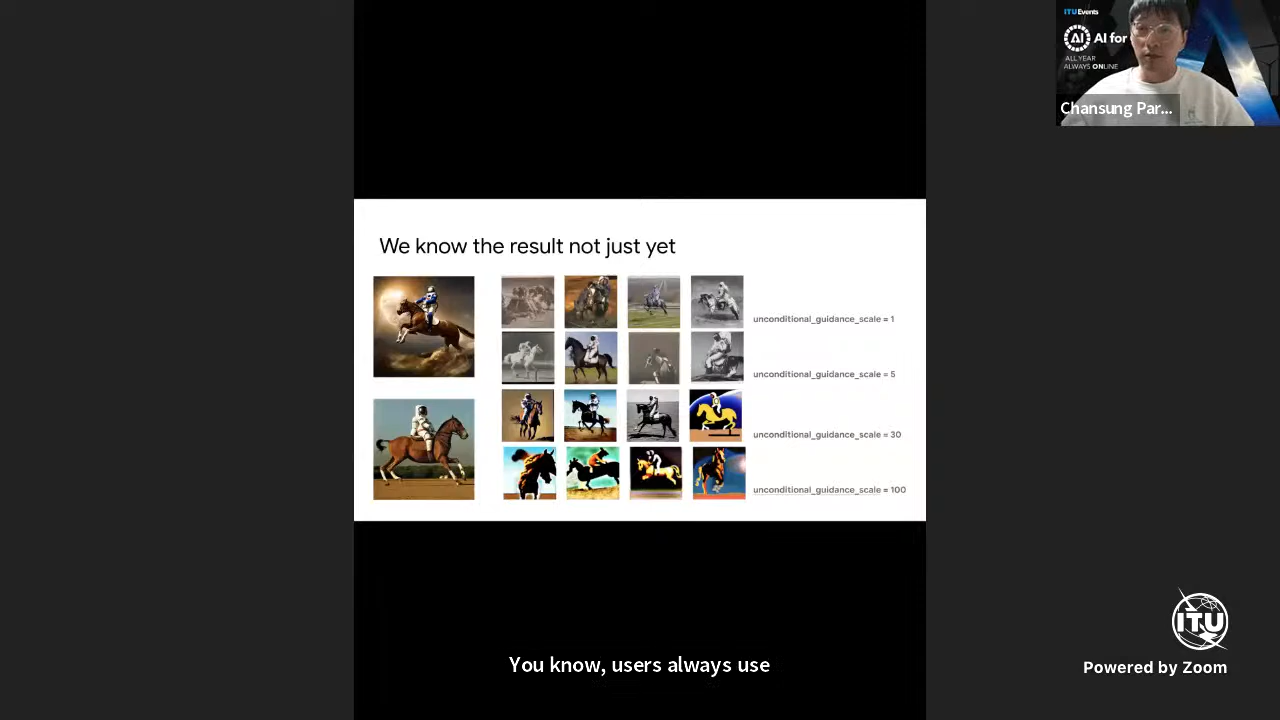 ITUEvents
AI
AI for
ALL YEAR
ALWAYS ONLINE
Chansung Par...
We know the result not just yet
unconditional_guidance_scale = 1
unconditional_guidance_scale = 5
unconditional_guidance_scale = 30
unconditional_guidance_scale = 100
You know, users always use
ITU
Powered by Zoom